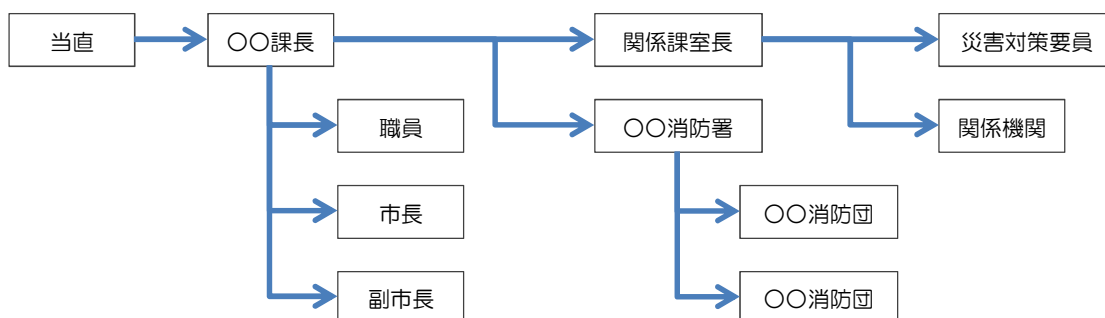 当直
〇〇課長
関係課室長
災害対策要員
職員
〇〇消防署
関係機関
市長
〇〇消防団
副市長
〇〇消防団